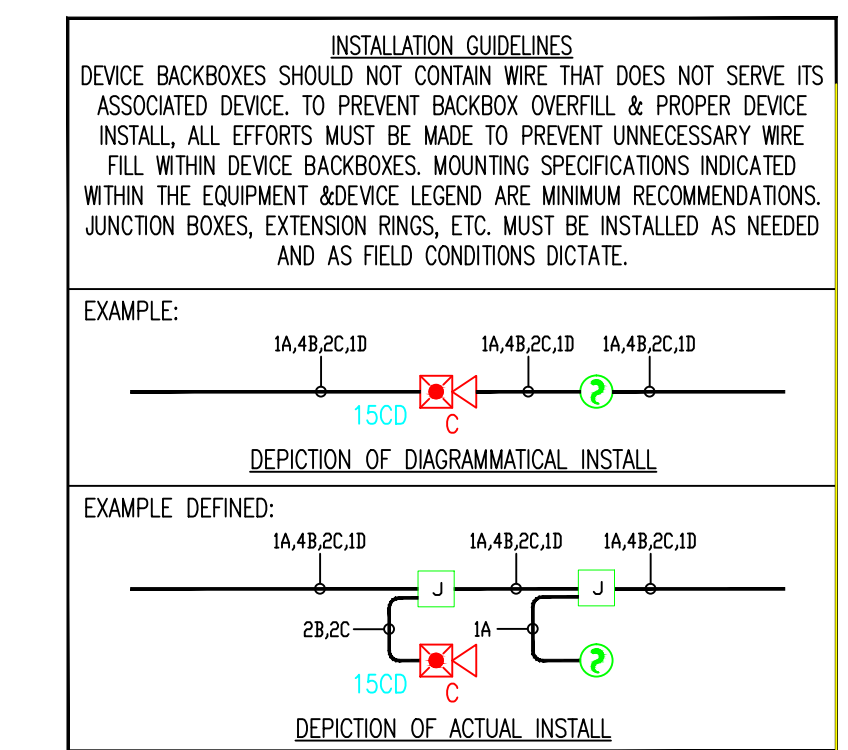 INSTALLATION GUIDELINES
DEVICE BACKBOXES SHOULD NOT CONTAIN WIRE THAT DOES NOT SERVE ITS
ASSOCIATED DEVICE. TO PREVENT BACKBOX OVERFILL & PROPER DEVICE
INSTALL, ALL EFFORTS MUST BE MADE TO PREVENT UNNECESSARY WIRE
FILL WITHIN DEVICE BACKBOXES. MOUNTING SPECIFICATIONS INDICATED
WITHIN THE EQUIPMENT &DEVICE LEGEND ARE MINIMUM RECOMMENDATIONS.
JUNCTION BOXES, EXTENSION RINGS, ETC. MUST BE INSTALLED AS NEEDED
AND AS FIELD CONDITIONS DICTATE.
EXAMPLE:
1A,4B,2C,1D 1A,4B,2C,1D 1A,4B,2C,1D
15CD C
DEPICTION OF DIAGRAMMATICAL INSTALL
EXAMPLE DEFINED:
1A,4B,2C,1D 1A,4B,2C,1D 1A,4B,2C,1D
J J
2B,2C 1A
15CD C
DEPICTION OF ACTUAL INSTALL